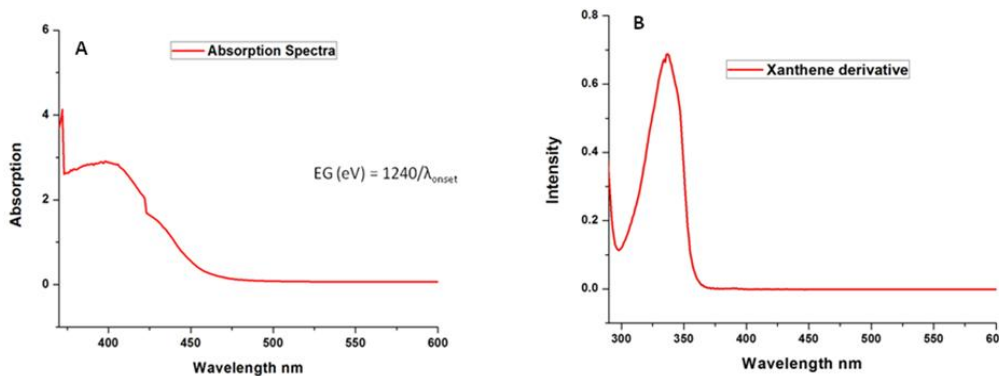 A
Absorption Spectra
EG (eV) = 1240/λonset
Absorption
6
4
2
0
400
450
500
550
600
Wavelength nm
B
Xanthene derivative
Intensity
0.8
0.6
0.4
0.2
0.0
300
350
400
450
500
550
60
Wavelength nm